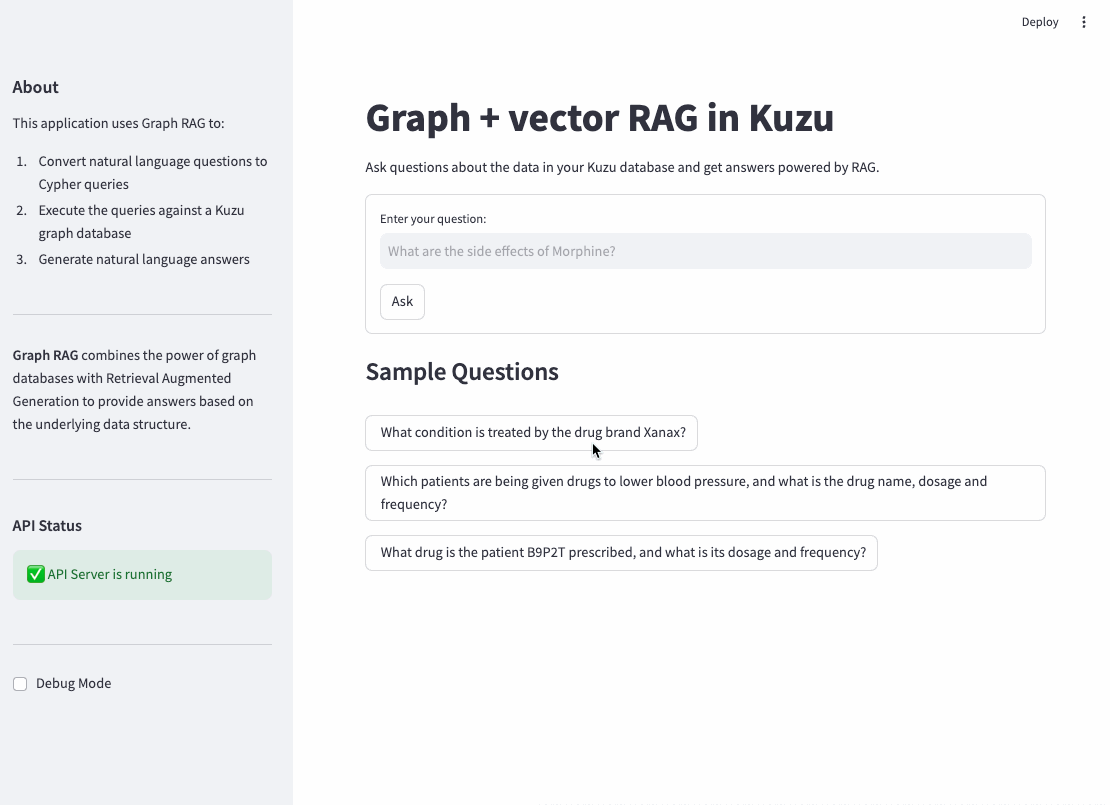 Deploy
About
This application uses Graph RAG to:
1. Convert natural language questions to
Cypher queries
2. Execute the queries against a Kuzu
graph database
3. Generate natural language answers
Graph RAG combines the power of graph
databases with Retrieval Augmented
Generation to provide answers based on
the underlying data structure.
API Status
✅ API Server is running
Debug Mode
Graph + vector RAG in Kuzu
Ask questions about the data in your Kuzu database and get answers powered by RAG.
Enter your question:
What are the side effects of Morphine?
Ask
Sample Questions
What condition is treated by the drug brand Xanax?
Which patients are being given drugs to lower blood pressure, and what is the drug name, dosage and
frequency?
What drug is the patient B9P2T prescribed, and what is its dosage and frequency?